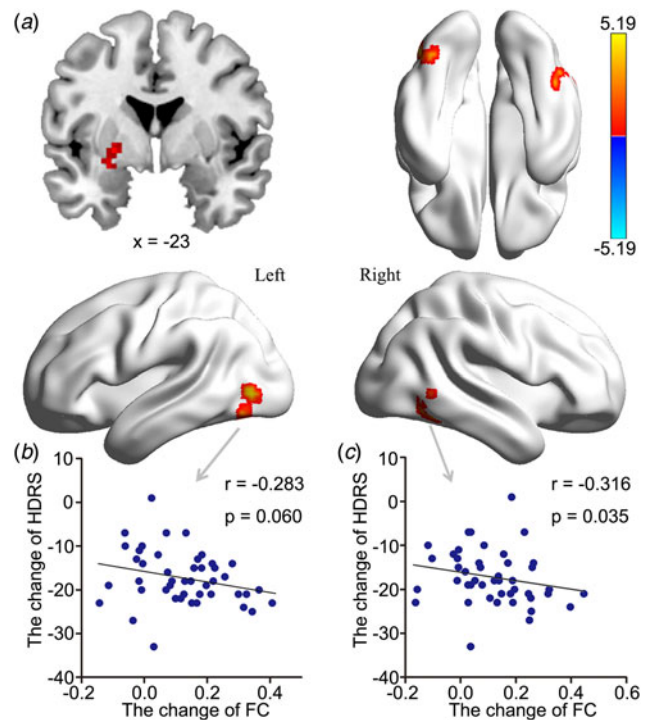 (a)
5.19
-5.19
x = -23
Left
Right
(b)
10
0
-10
-20
-30
-40
The change of HDRS
r = -0.283
p = 0.060
-0.2
0.0
0.2
0.4
The change of FC
(c)
10
0
-10
-20
-30
-40
The change of HDRS
r = -0.316
p = 0.035
-0.2
0.0
0.2
0.4
0.6
The change of FC